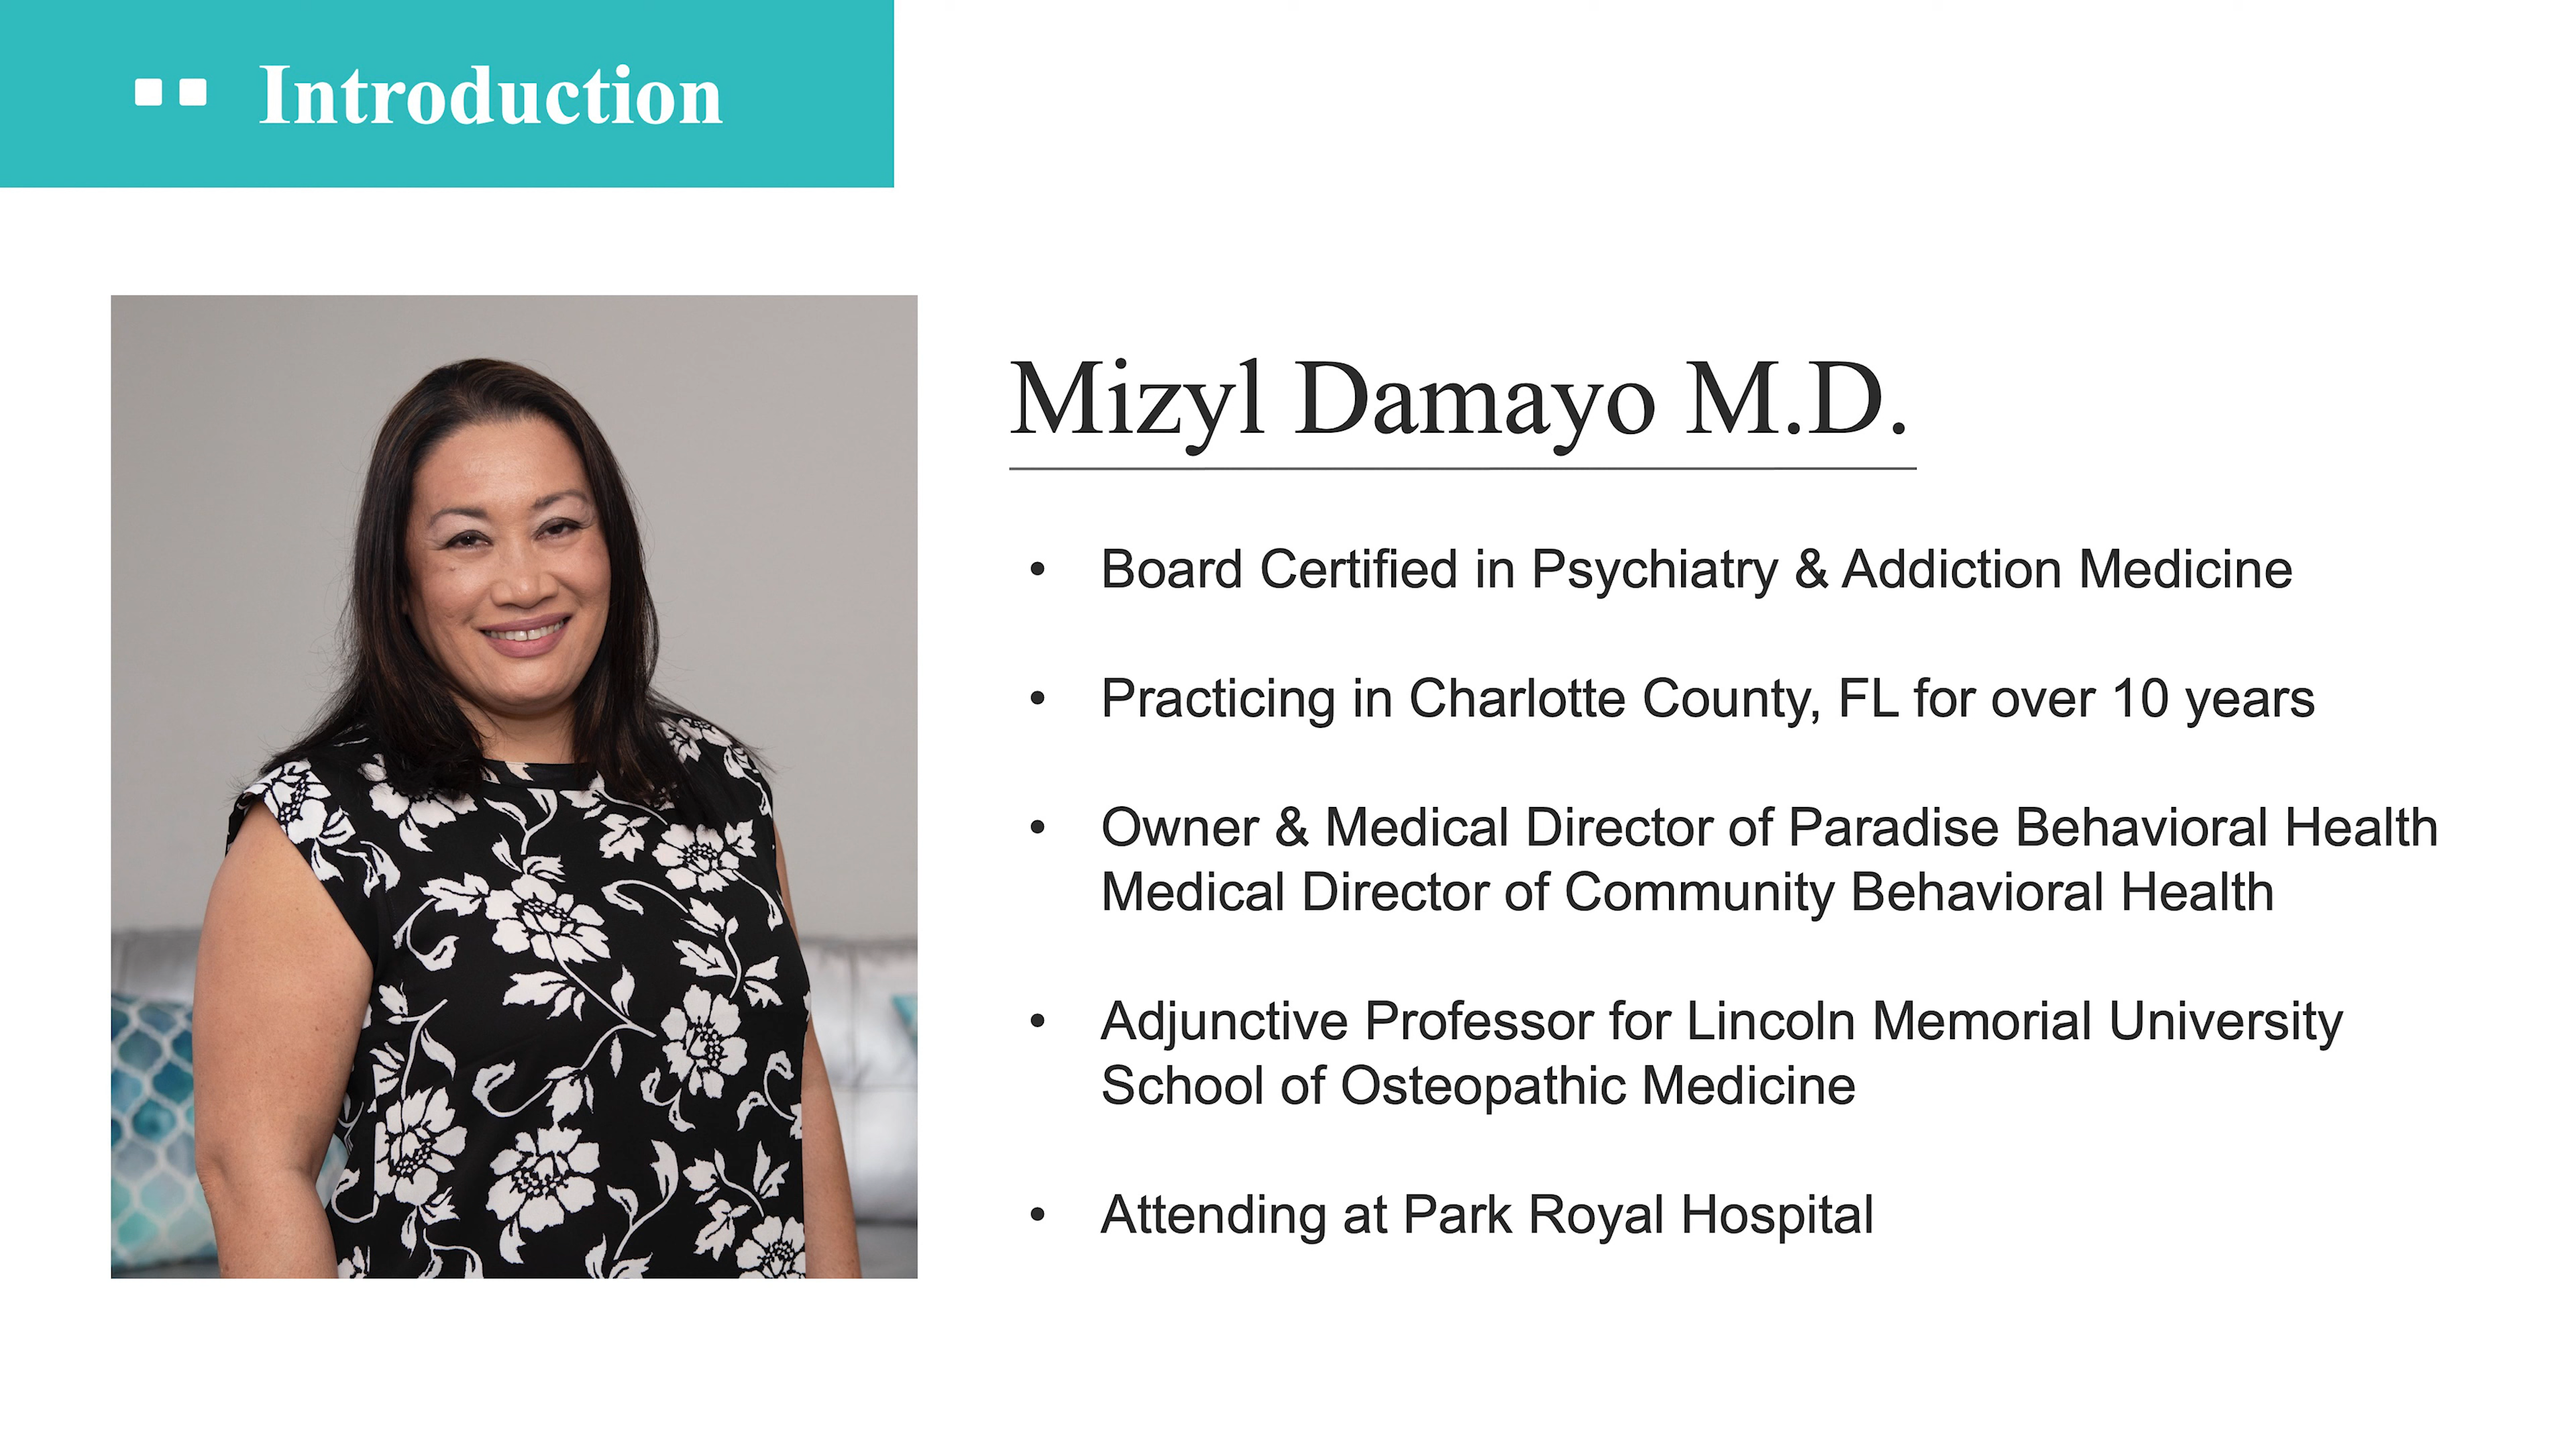 Introduction
Mizyl Damayo M.D.
• Board Certified in Psychiatry & Addiction Medicine
• Practicing in Charlotte County, FL for over 10 years
• Owner & Medical Director of Paradise Behavioral Health
Medical Director of Community Behavioral Health
• Adjunctive Professor for Lincoln Memorial University
School of Osteopathic Medicine
• Attending at Park Royal Hospital